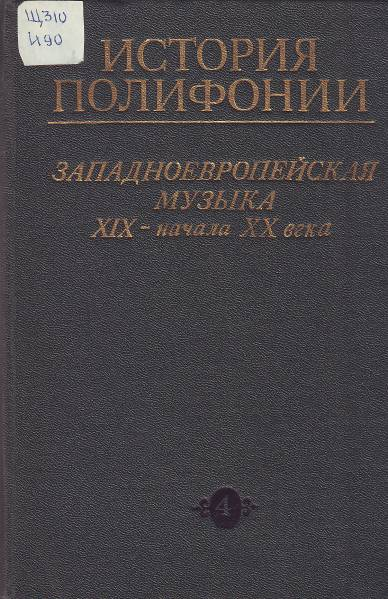 Щ310
И90
ИСТОРИЯ
ПОЛИФОНИИ
ЗАПАДНОЕВРОПЕЙСКАЯ
МУЗЫКА
XIX – начала XX века
4